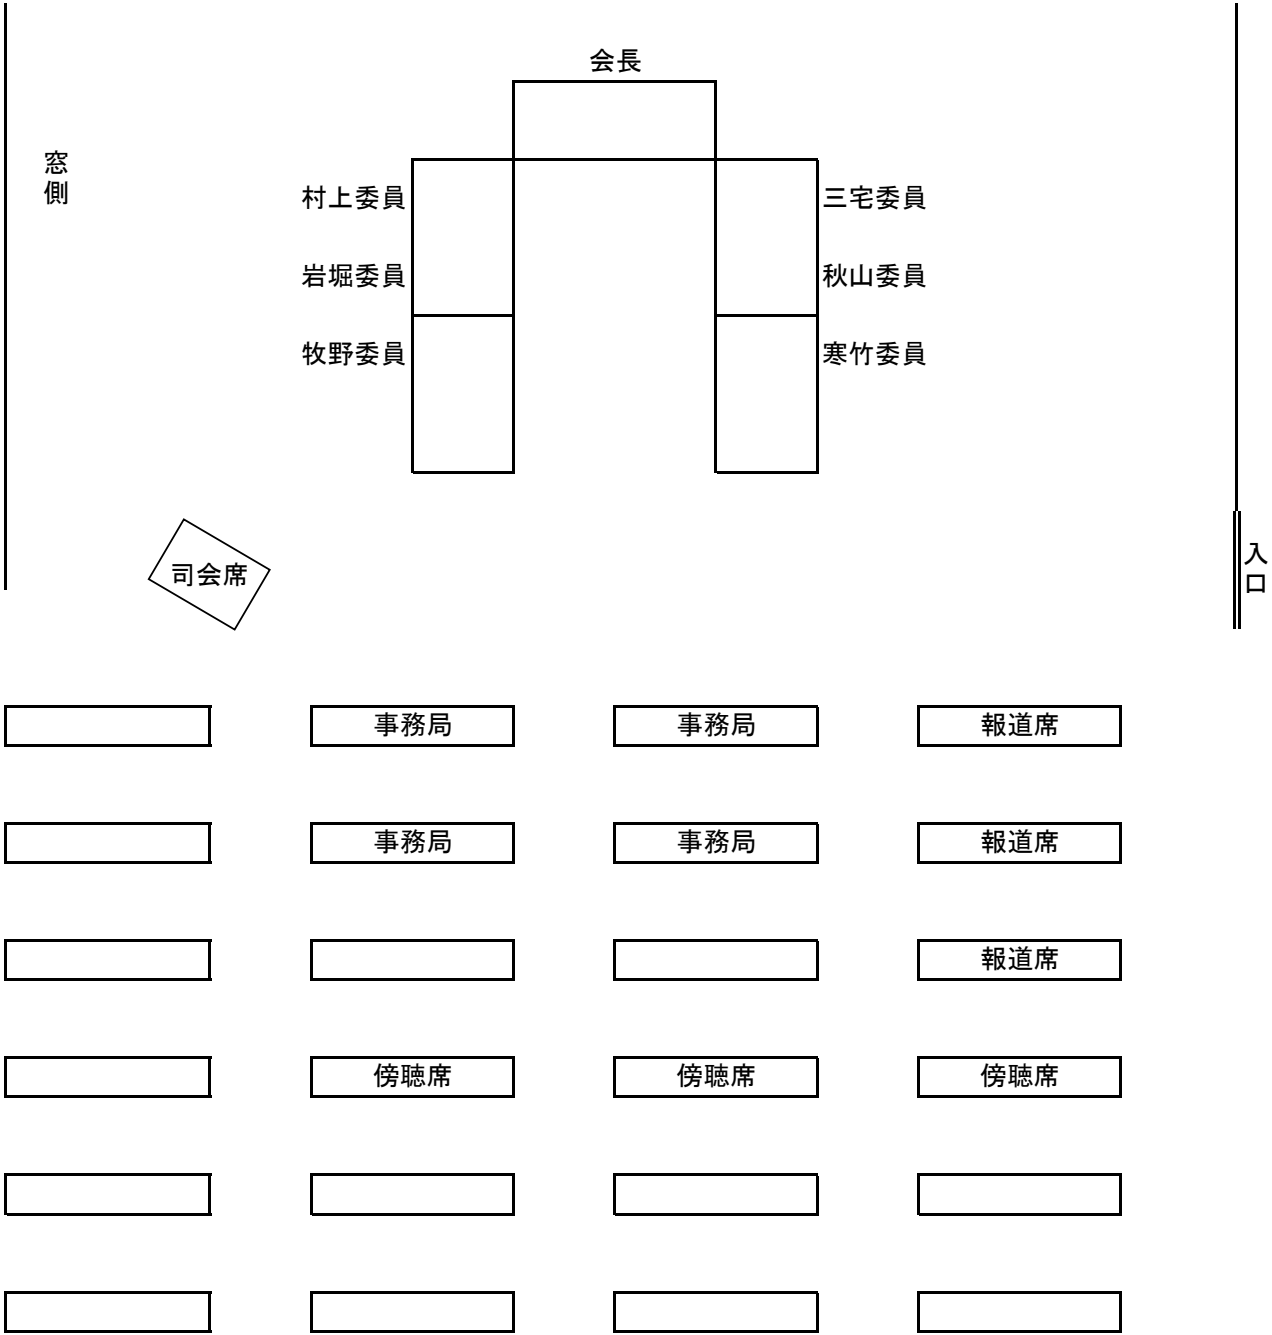 会長
窓側
村上委員
三宅委員
岩堀委員
秋山委員
牧野委員
寒竹委員
司会席
入口
事務局
事務局
報道席
事務局
事務局
報道席
報道席
傍聴席
傍聴席
傍聴席